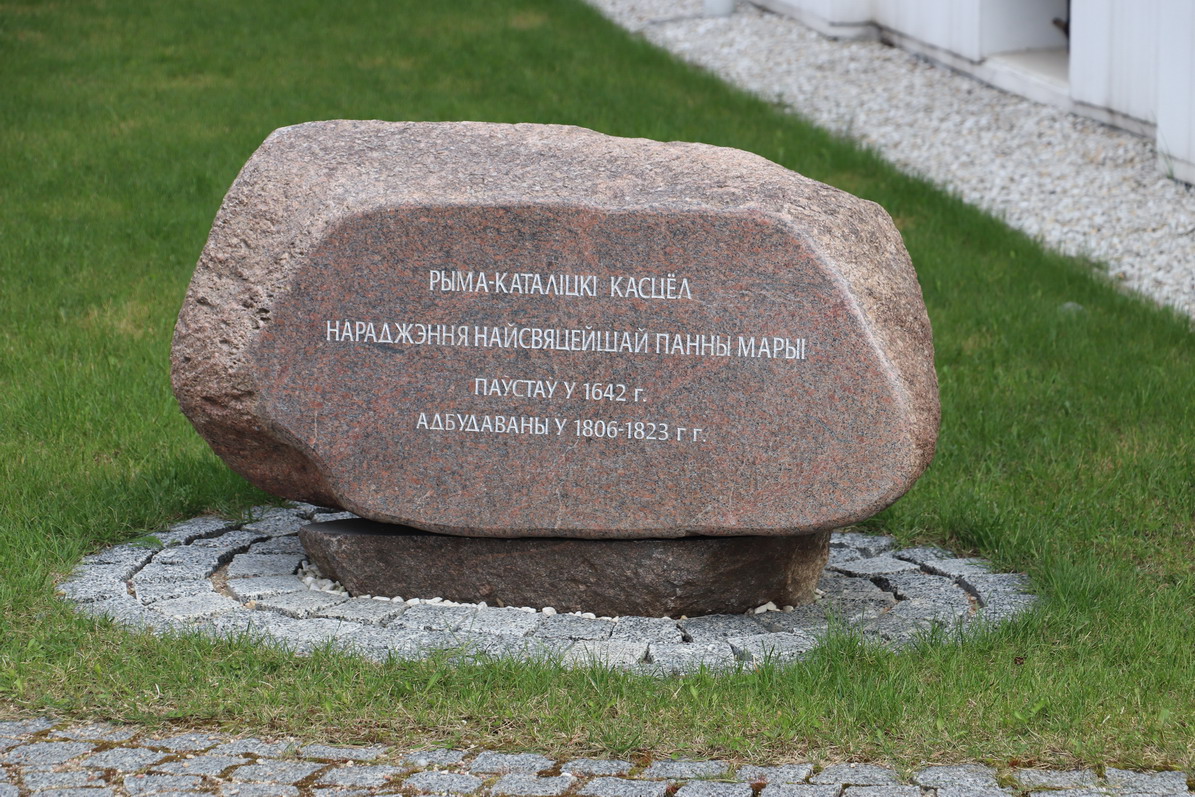 РЫМА-КАТАЛІЦКІ КАСЦЁЛ
НАРАДЖЭННЯ НАЙСВЯЦЕЙШАЙ ПАННЫ МАРЫІ
ПАЎСТАЎ У 1642 г.
АДБУДАВАНЫ У 1806-1823 г г.